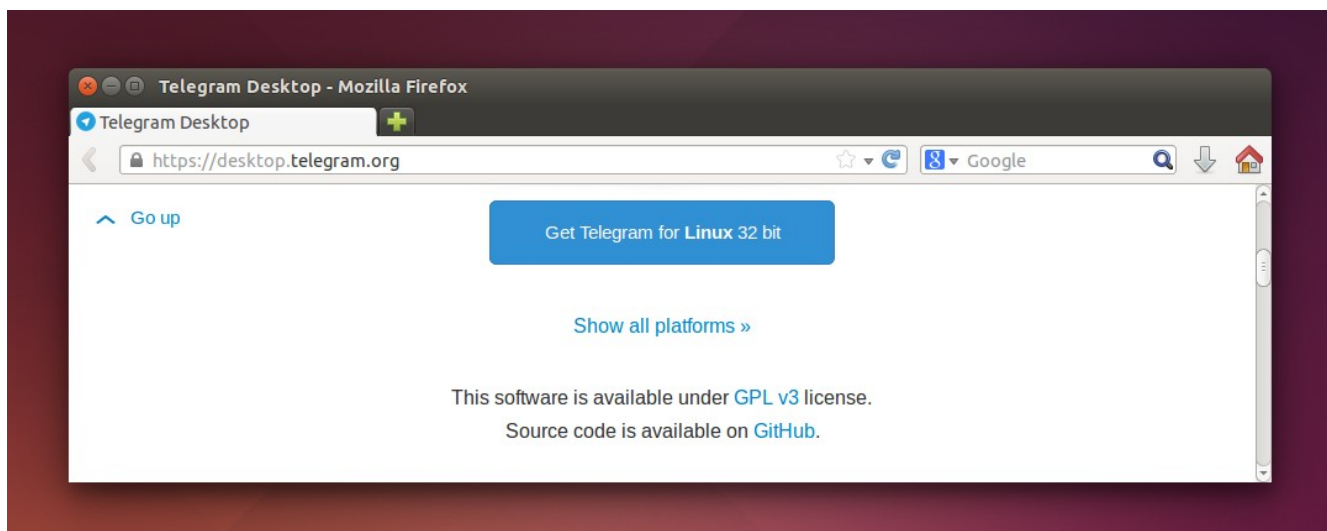 Telegram Desktop - Mozilla Firefox
Telegram Desktop
https://desktop.telegram.org
Google
Go up
Get Telegram for Linux 32 bit
Show all platforms »
This software is available under GPL v3 license.
Source code is available on GitHub.